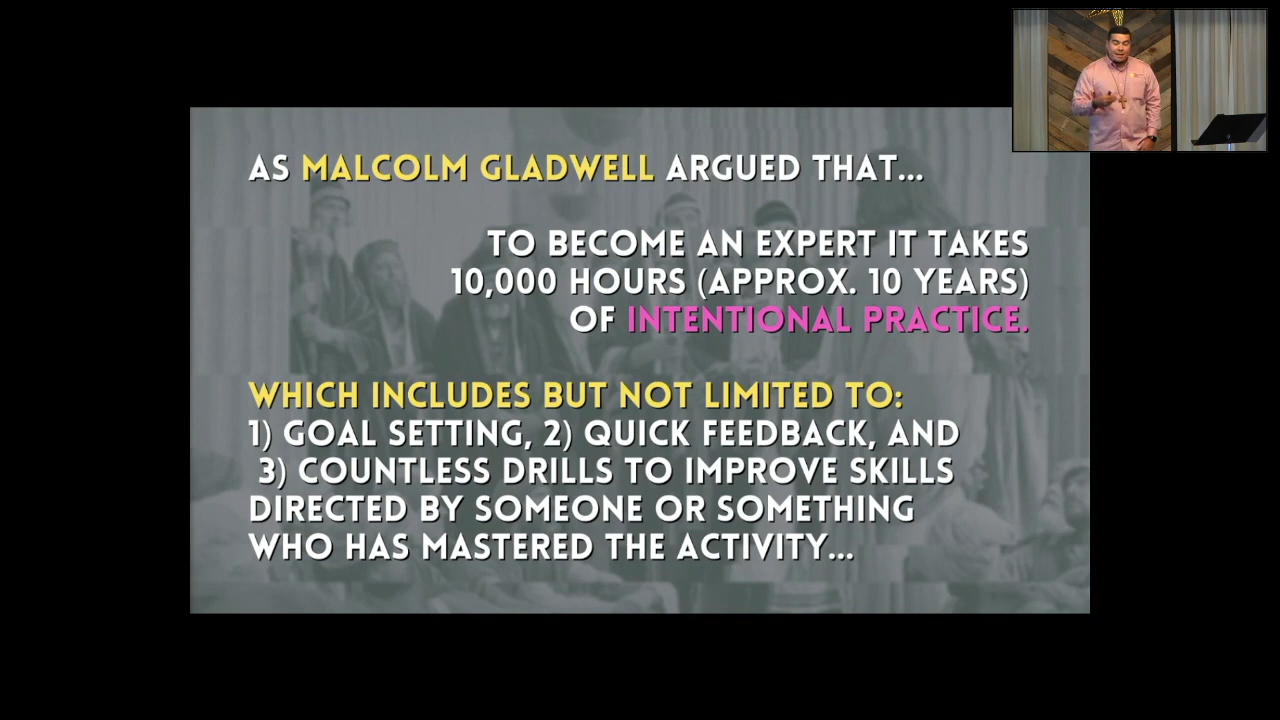 AS MALCOLM GLADWELL ARGUED THAT...
TO BECOME AN EXPERT IT TAKES
10,000 HOURS (APPROX. 10 YEARS)
OF INTENTIONAL PRACTICE.
WHICH INCLUDES BUT NOT LIMITED TO:
1) GOAL SETTING, 2) QUICK FEEDBACK, AND
3) COUNTLESS DRILLS TO IMPROVE SKILLS
DIRECTED BY SOMEONE OR SOMETHING
WHO HAS MASTERED THE ACTIVITY...